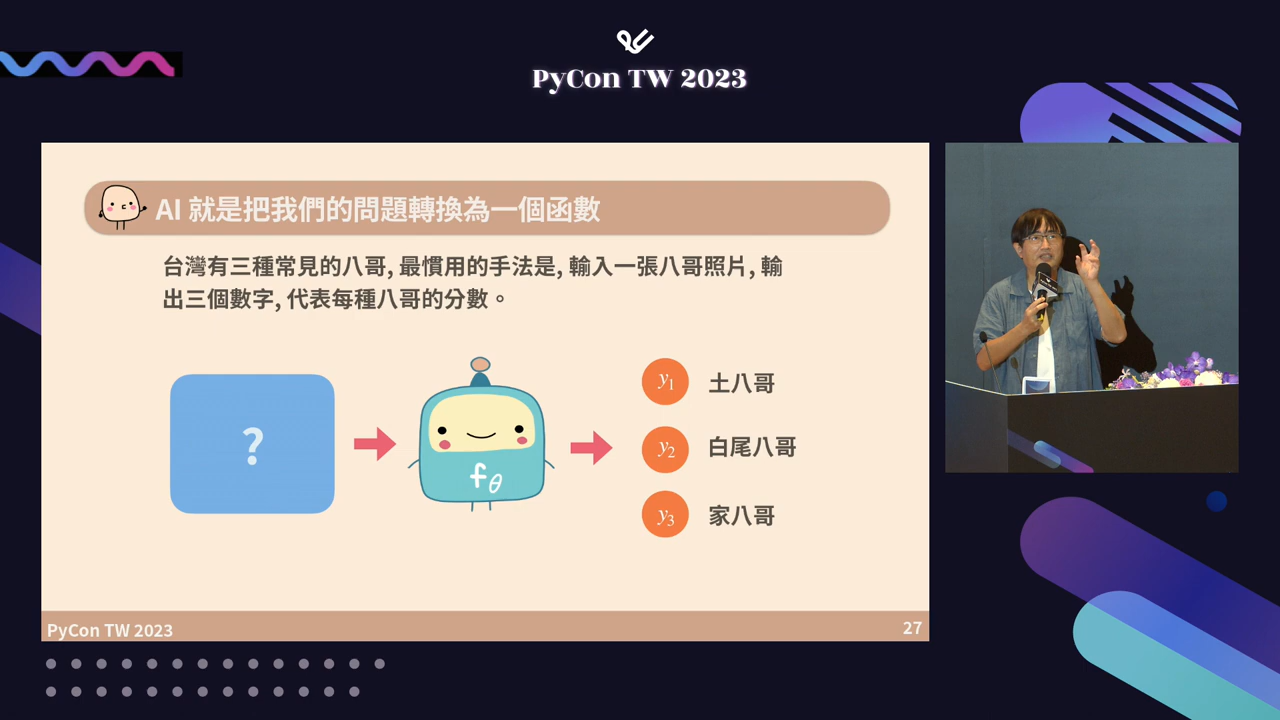 PyCon TW 2023
AI 就是把我們的問題轉換為一個函數
台灣有三種常見的八哥, 最慣用的手法是, 輸入一張八哥照片, 輸
出三個數字, 代表每種八哥的分數。
?
fθ
y1 土八哥
y2 白尾八哥
y3 家八哥
PyCon TW 2023
27